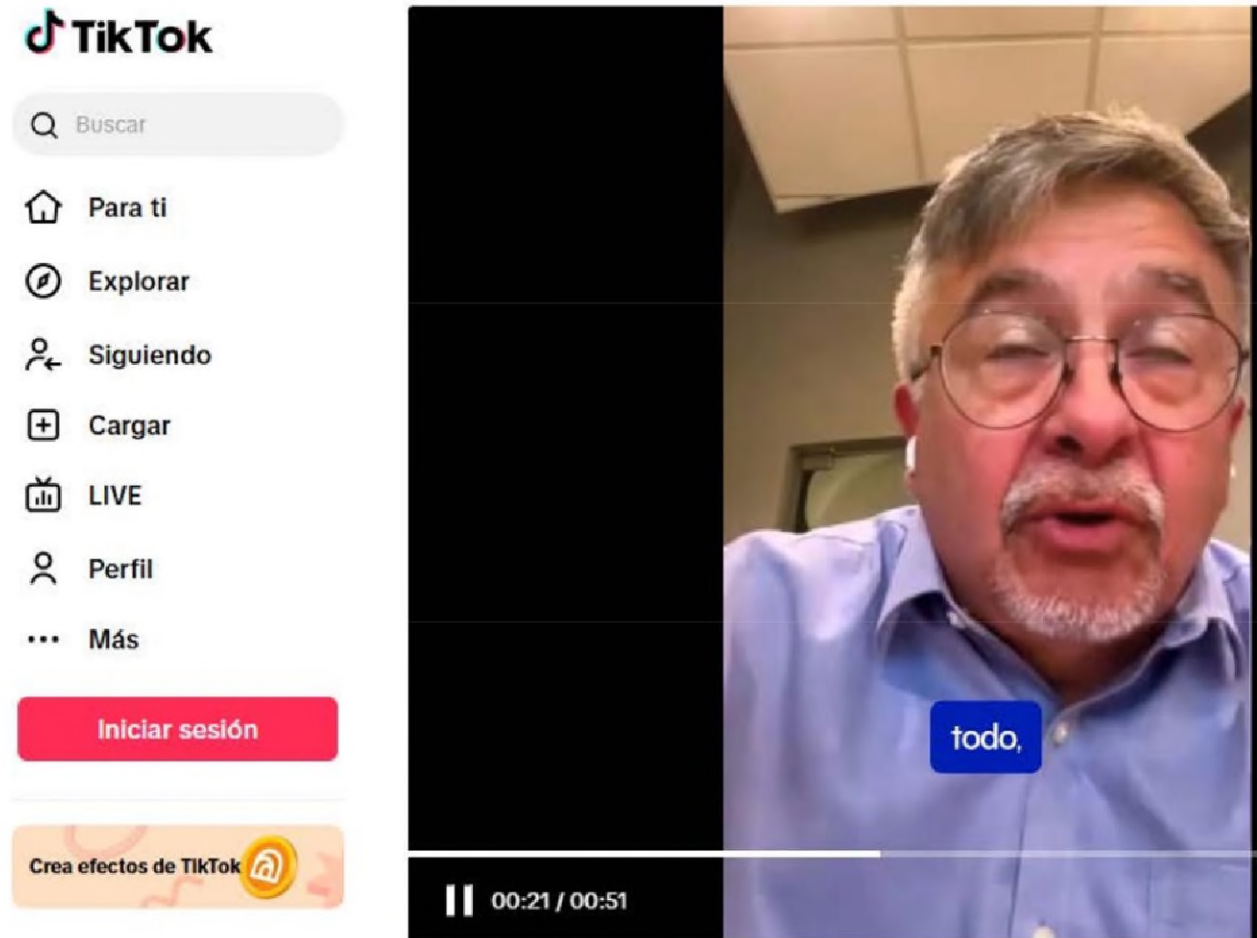 TikTok
Buscar
Para ti
Explorar
Siguiendo
Cargar
LIVE
Perfil
Más
Iniciar sesión
Crea efectos de TikTok
todo,
00:21 / 00:51